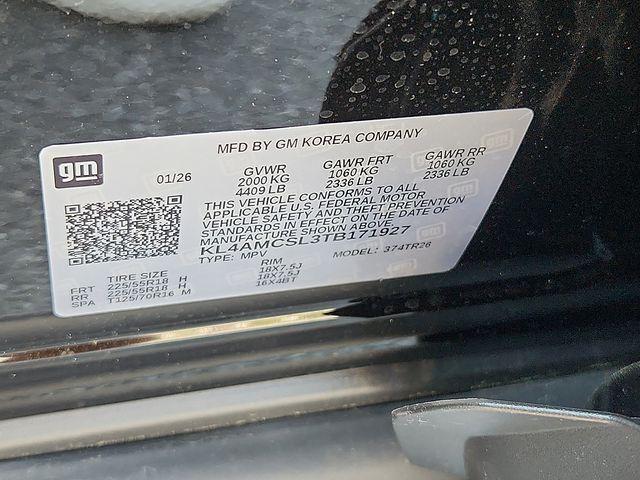 MFD BY GM KOREA COMPANY
gm
01/26
GVWR GAWR FRT GAWR RR
2000 KG 1060 KG 1060 KG
4409 LB 2336 LB 2336 LB
THIS VEHICLE CONFORMS TO ALL
APPLICABLE U.S. FEDERAL MOTOR
VEHICLE SAFETY AND THEFT PREVENTION
STANDARDS IN EFFECT ON THE DATE OF
MANUFACTURE SHOWN ABOVE
KL4AMCSL3TB171927
TYPE: MPV MODEL: 374TR26
TIRE SIZE RIM
FRT 225/55R18 H 18X7.5J
RR 225/55R18 H 18X7.5J
SPA T125/70R16 M 16X4BT